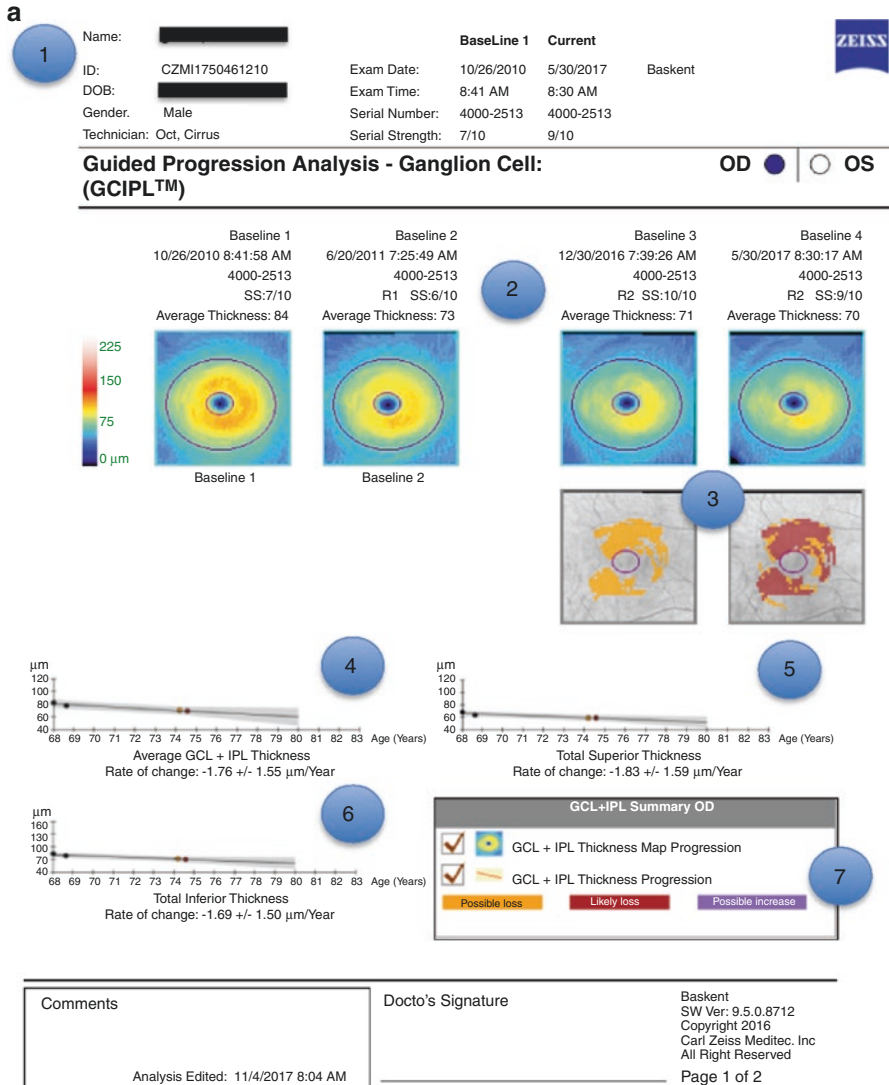 a
1
Name:
BaseLine 1 Current
ZEISS
ID: CZMI1750461210 Exam Date: 10/26/2010 5/30/2017 Baskent
DOB: Exam Time: 8:41 AM 8:30 AM
Gender. Male Serial Number: 4000-2513 4000-2513
Technician: Oct, Cirrus Serial Strength: 7/10 9/10
Guided Progression Analysis - Ganglion Cell: OD OS
(GCIPL™)
Baseline 1 Baseline 2 Baseline 3 Baseline 4
10/26/2010 8:41:58 AM 6/20/2011 7:25:49 AM 12/30/2016 7:39:26 AM 5/30/2017 8:30:17 AM
4000-2513 4000-2513 2 4000-2513 4000-2513
SS:7/10 R1 SS:6/10 R2 SS:10/10 R2 SS:9/10
Average Thickness: 84 Average Thickness: 73 Average Thickness: 71 Average Thickness: 70
225
150
75
0 µm
Baseline 1 Baseline 2
3
4
5
µm
120
100
80
60
40
68 69 70 71 72 73 74 75 76 77 78 79 80 81 82 83 Age (Years)
Average GCL + IPL Thickness
Rate of change: -1.76 +/- 1.55 µm/Year
µm
120
100
80
60
40
68 69 70 71 72 73 74 75 76 77 78 79 80 81 82 83 Age (Years)
Total Superior Thickness
Rate of change: -1.83 +/- 1.59 µm/Year
6
µm
160
130
100
70
40
68 69 70 71 72 73 74 75 76 77 78 79 80 81 82 83 Age (Years)
Total Inferior Thickness
Rate of change: -1.69 +/- 1.50 µm/Year
GCL+IPL Summary OD
GCL + IPL Thickness Map Progression
GCL + IPL Thickness Progression
7
Possible loss Likely loss Possible increase
Comments
Analysis Edited: 11/4/2017 8:04 AM
Docto's Signature
Baskent
SW Ver: 9.5.0.8712
Copyright 2016
Carl Zeiss Meditec. Inc
All Right Reserved
Page 1 of 2